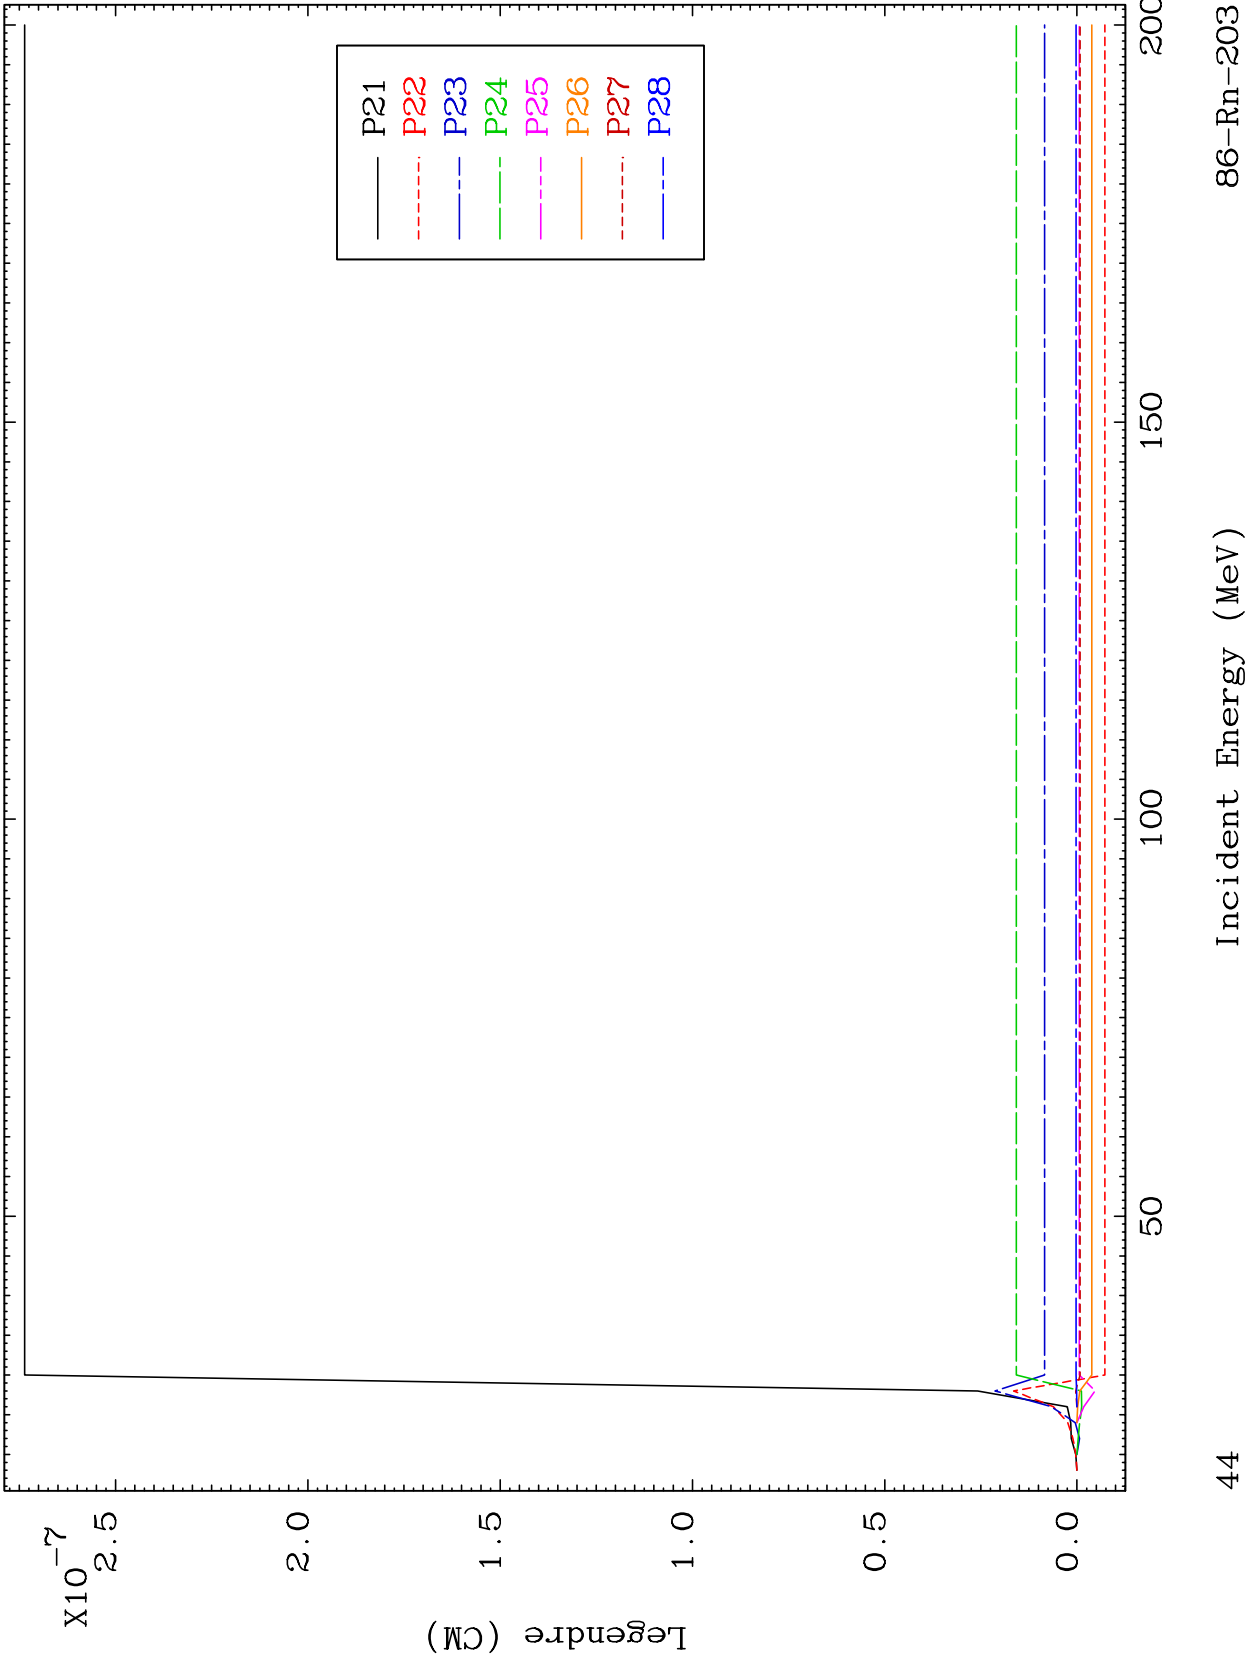 X10-7
2.5
2.0
1.5
1.0
0.5
0.0
Legendre (CM)
P21
P22
P23
P24
P25
P26
P27
P28
50
100
150
200
44
Incident Energy (MeV)
86-Rn-203